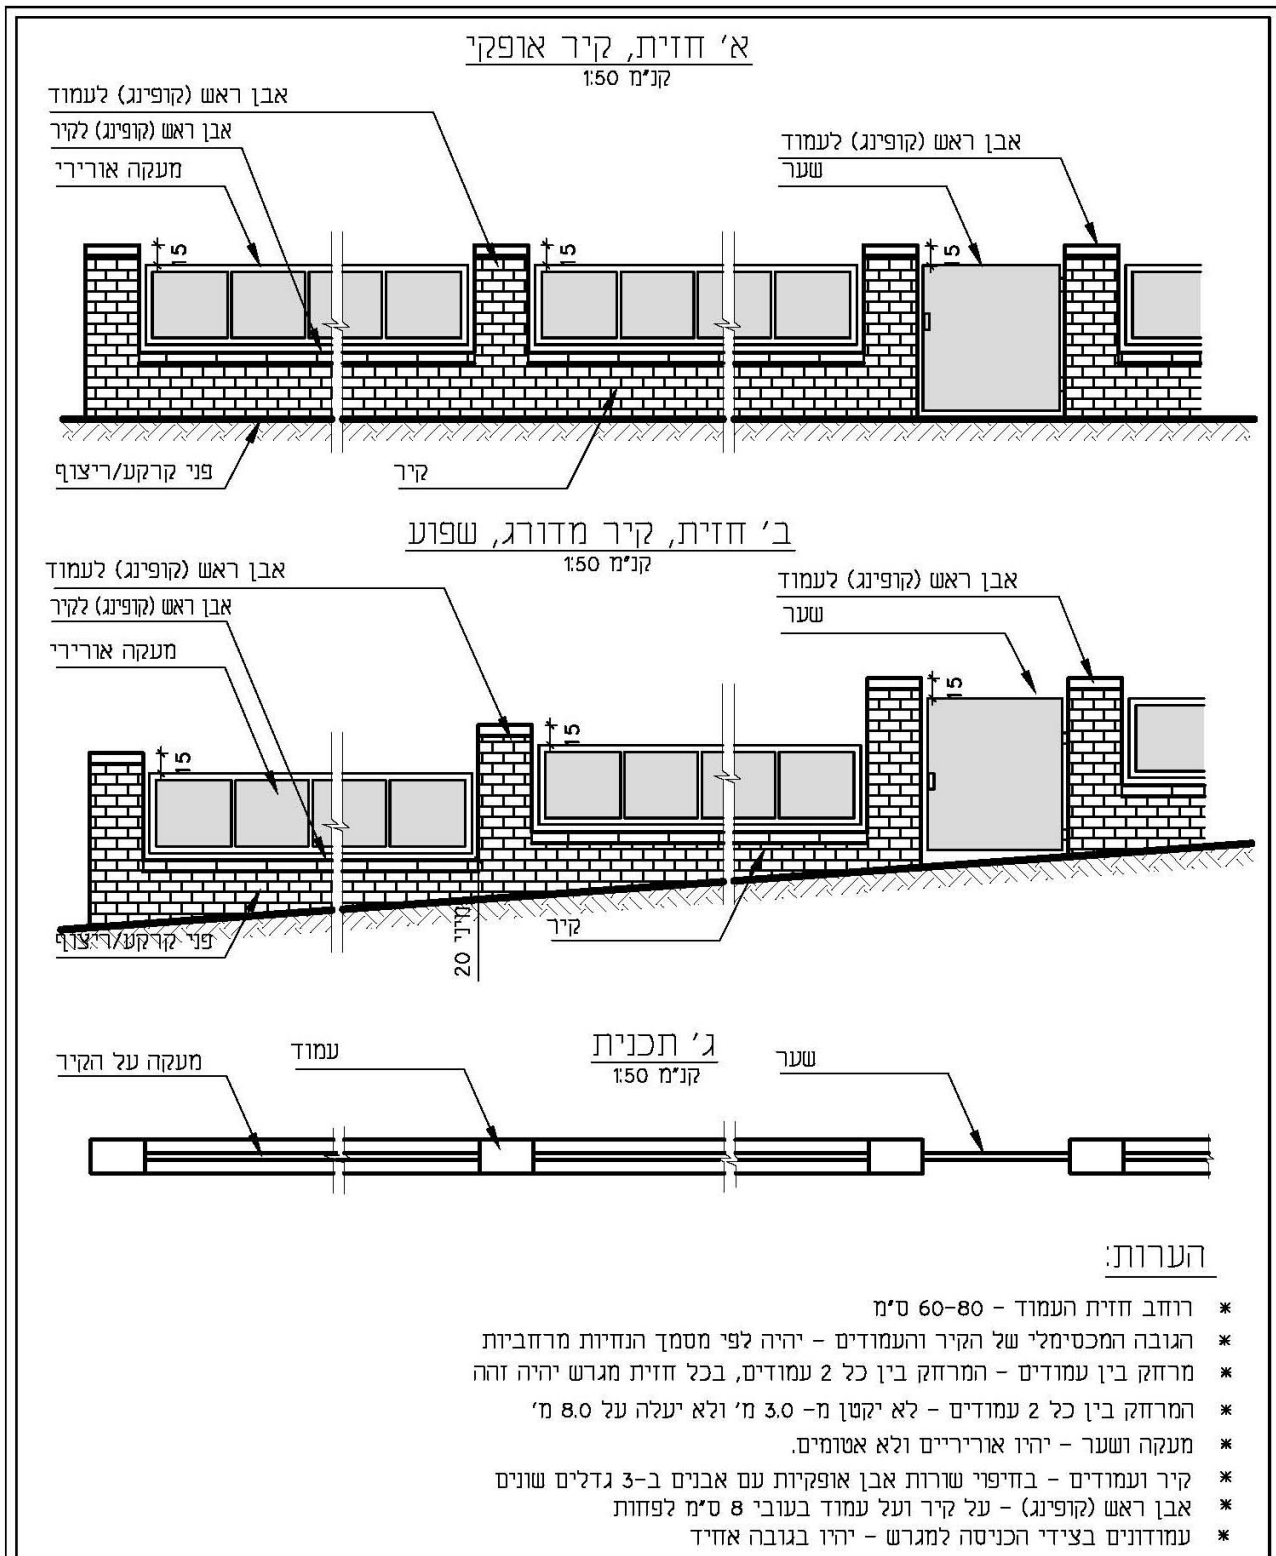 א' חזית, קיר אופקי
קנ"מ 1:50
אבן ראש (קופינג) לעמוד
אבן ראש (קופינג) לקיר
מעקה אורירי
אבן ראש (קופינג) לעמוד
שער
15
15
15
פני קרקע/ריצוף
קיר
ב' חזית, קיר מדורג, שפוע
קנ"מ 1:50
אבן ראש (קופינג) לעמוד
אבן ראש (קופינג) לקיר
מעקה אורירי
אבן ראש (קופינג) לעמוד
שער
15
15
15
פני קרקע/ריצוף
מיני 20
קיר
ג' תכנית
קנ"מ 1:50
מעקה על הקיר
עמוד
שער
הערות:
* רוחב חזית העמוד - 60-80 ס"מ
* הגובה המכסימלי של הקיר והעמודים - יהיה לפי מסמך הנחיות מרחביות
* מרחק בין עמודים - המרחק בין כל 2 עמודים, בכל חזית מגרש יהיה זהה
* המרחק בין כל 2 עמודים - לא יקטן מ- 3.0 מ' ולא יעלה על 8.0 מ'
* מעקה ושער - יהיו אוריריים ולא אטומים.
* קיר ועמודים - בחיפוי שורות אבן אופקיות עם אבנים ב-3 גדלים שונים
* אבן ראש (קופינג) - על קיר ועל עמוד בעובי 8 ס"מ לפחות
* עמודונים בצידי הכניסה למגרש - יהיו בגובה אחיד